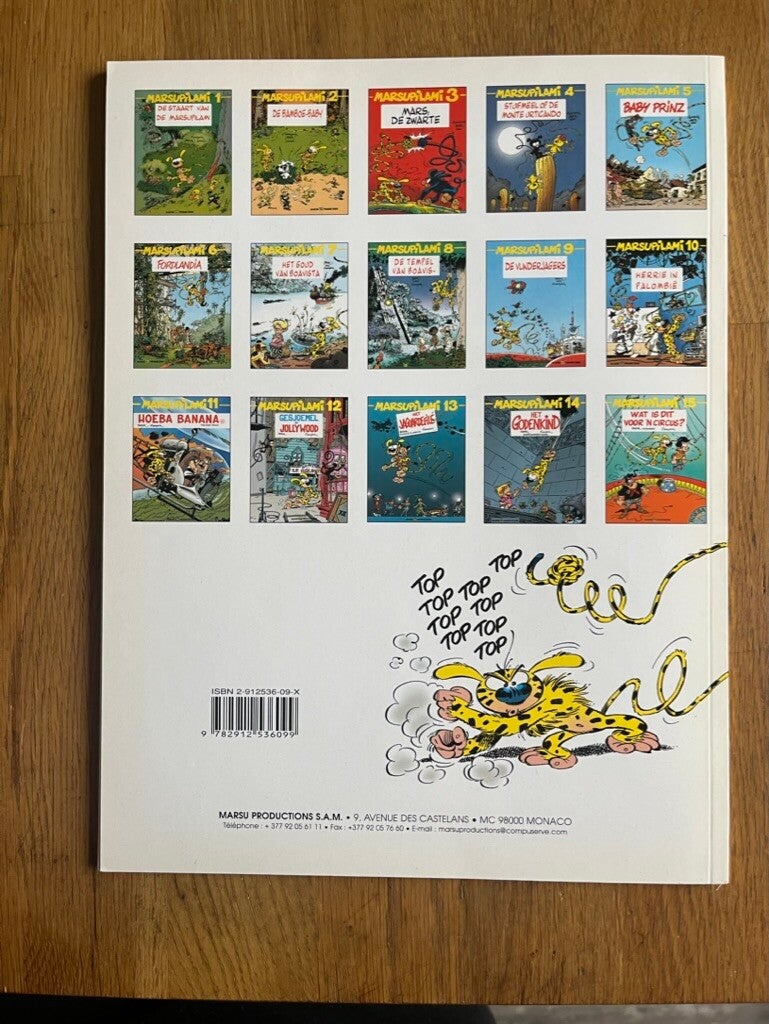 MARSUPiLAMi 1
DE STAART VAN
DE MARSUPILAMI
MARSUPiLAMi 2
DE BAMBOE-BABY
MARSUPiLAMi 3
MARS,
DE ZWARTE
MARSUPiLAMi 4
STIJFMEEL OP DE
MONTE URTICANDO
MARSUPiLAMi 5
BABY PRINZ
MARSUPiLAMi 6
FORDLANDIA
MARSUPiLAMi 7
HET GOUD
VAN BOAVISTA
MARSUPiLAMi 8
DE TEMPEL
VAN BOAVIS-
MARSUPiLAMi 9
DE VLINDERJAGERS
MARSUPiLAMi 10
HERRIE IN
PALOMBIË
MARSUPiLAMi 11
HOEBA BANANA
MARSUPiLAMi 12
GESJOEMEL
IN
JOLLYWOOD
MARSUPiLAMi 13
HET
MARSUPiLAMi 14
HET
GODENKIND
MARSUPiLAMi 15
WAT IS DIT
VOOR 'N CIRCUS?
TOP TOP
TOP TOP
TOP TOP
TOP TOP
TOP
ISBN 2-912536-09-X
9 782912 536099
MARSU PRODUCTIONS S.A.M. • 9, AVENUE DES CASTELANS • MC 98000 MONACO
Téléphone : + 377 92 05 61 11 • Fax : +377 92 05 76 60 • E-mail : marsuproductions@compuserve.com